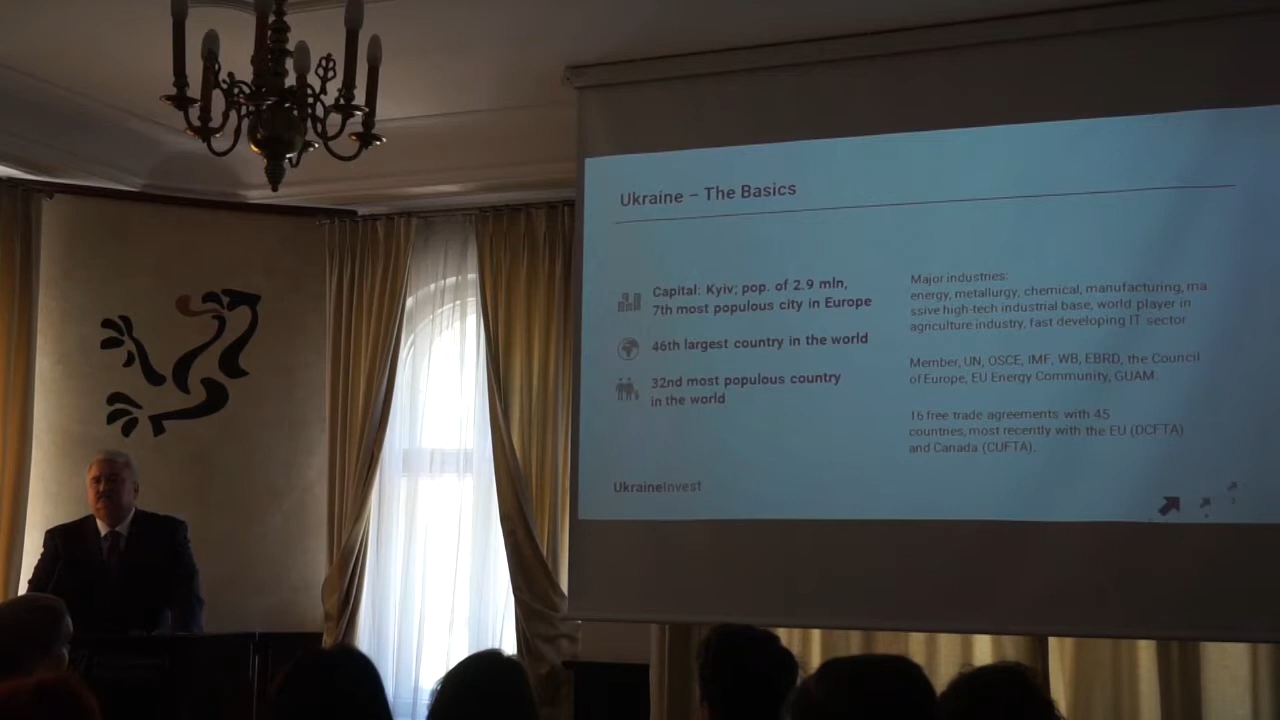 Ukraine – The Basics
Capital: Kyiv; pop. of 2.9 mln,
7th most populous city in Europe
46th largest country in the world
32nd most populous country
in the world
Major industries:
energy, metallurgy, chemical, manufacturing, ma
ssive high-tech industrial base, world player in
agriculture industry, fast developing IT sector
Member, UN, OSCE, IMF, WB, EBRD, the Council
of Europe, EU Energy Community, GUAM.
16 free trade agreements with 45
countries, most recently with the EU (DCFTA)
and Canada (CUFTA).
UkraineInvest